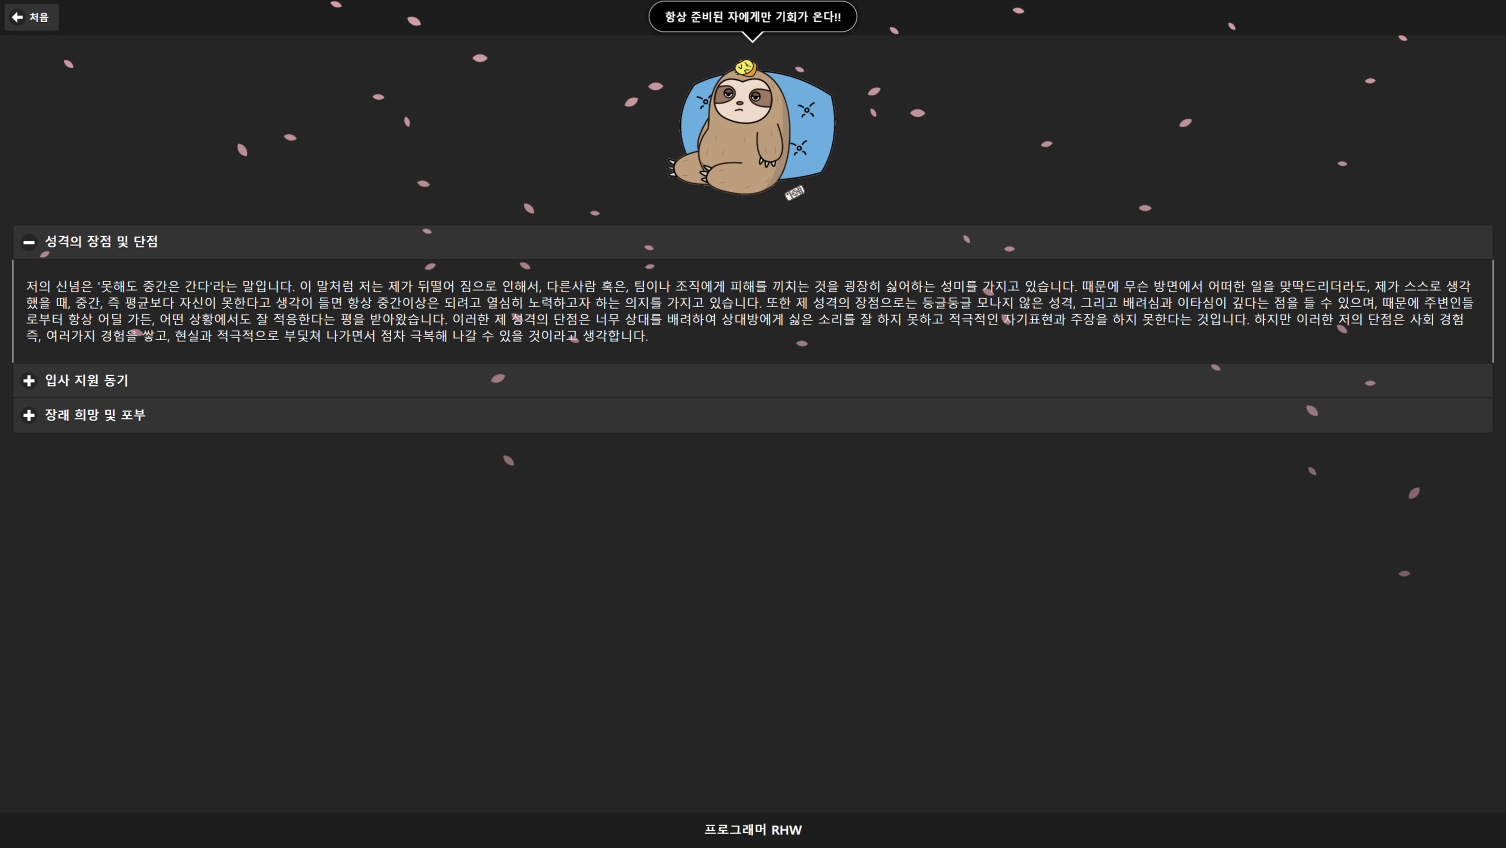 처음
항상 준비된 자에게만 기회가 온다!!
성격의 장점 및 단점
저의 신념은 '못해도 중간은 간다'라는 말입니다. 이 말처럼 저는 제가 뒤떨어 짐으로 인해서, 다른사람 혹은, 팀이나 조직에게 피해를 끼치는 것을 굉장히 싫어하는 성미를 가지고 있습니다. 때문에 무슨 방면에서 어떠한 일을 맞딱드리더라도, 제가 스스로 생각
했을 때, 중간, 즉 평균보다 자신이 못한다고 생각이 들면 항상 중간이상은 되려고 열심히 노력하고자 하는 의지를 가지고 있습니다. 또한 제 성격의 장점으로는 둥글둥글 모나지 않은 성격, 그리고 배려심과 이타심이 깊다는 점을 들 수 있으며, 때문에 주변인들
로부터 항상 어딜 가든, 어떤 상황에서도 잘 적응한다는 평을 받아왔습니다. 이러한 제 성격의 단점은 너무 상대를 배려하여 상대방에게 싫은 소리를 잘 하지 못하고 적극적인 자기표현과 주장을 하지 못한다는 것입니다. 하지만 이러한 저의 단점은 사회 경험
즉, 여러가지 경험을 쌓고, 현실과 적극적으로 부딪쳐 나가면서 점차 극복해 나갈 수 있을 것이라고 생각합니다.
입사 지원 동기
장래 희망 및 포부
프로그래머 RHW